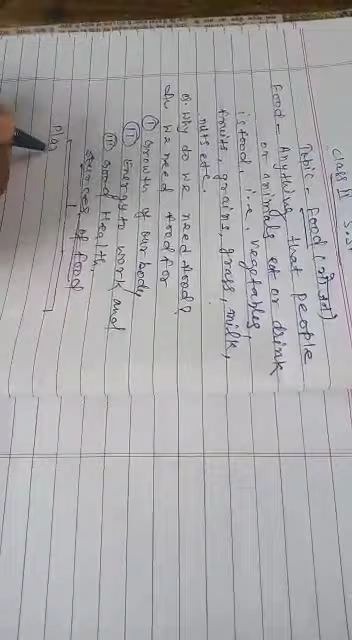 Class II
Topic - Food (भोजन)
Food - Anything that people
or animals eat or drink
is food, i.e, vegetables
fruits, grains, grass, milk,
nuts etc.
Q. Why do we need food?
we need food for
I Growth of our body
II Energy to work and
III Good Health.
Sources of food
Pla